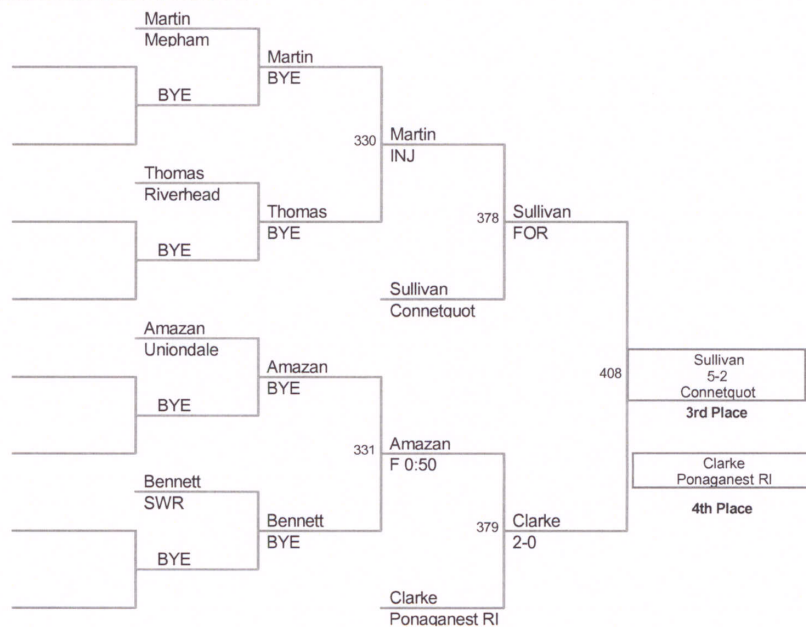 Martin
Mepham
Martin
BYE
BYE
330
Martin
INJ
Thomas
Riverhead
Thomas
BYE
BYE
378
Sullivan
FOR
Sullivan
Connetquot
Amazan
Uniondale
Amazan
BYE
BYE
408
Sullivan
5-2
Connetquot
3rd Place
331
Amazan
F 0:50
Clarke
Ponaganest RI
4th Place
Bennett
SWR
Bennett
BYE
BYE
379
Clarke
2-0
Clarke
Ponaganest RI